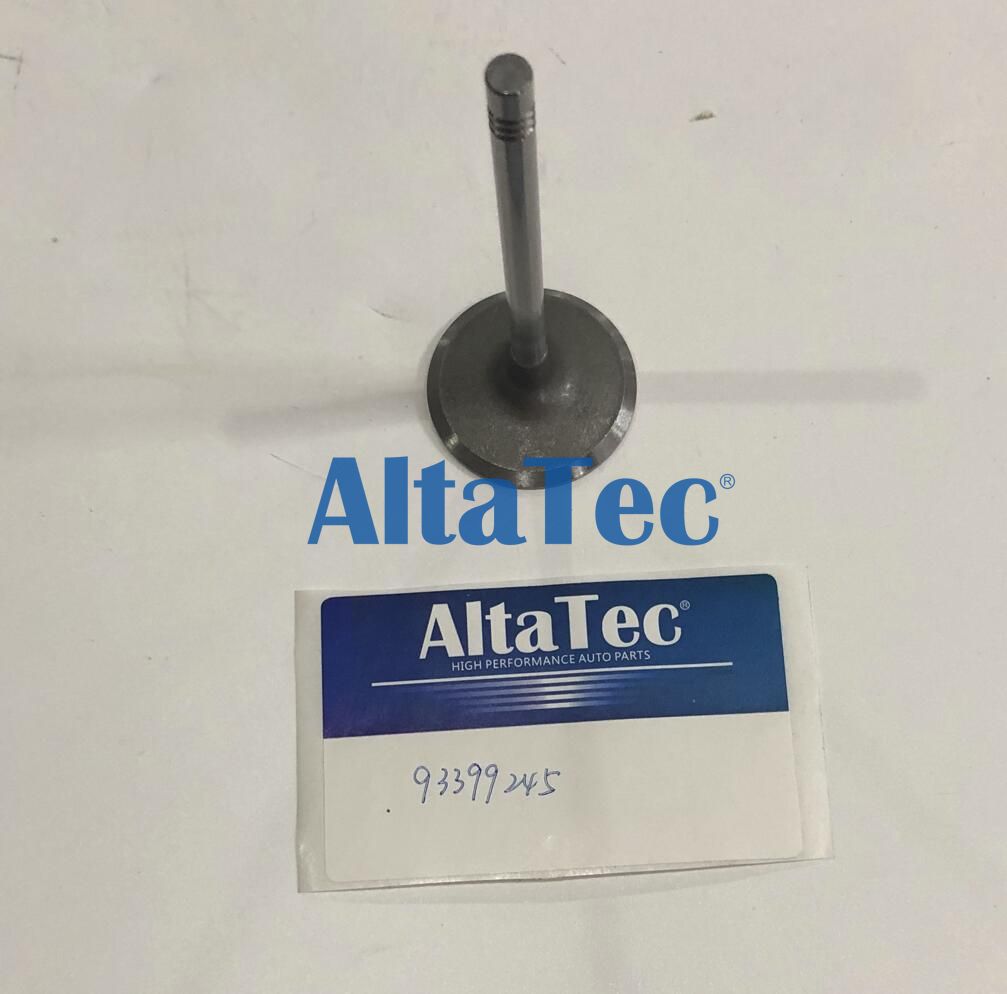 AltaTec®
AltaTec®
HIGH PERFORMANCE AUTO PARTS
93399245